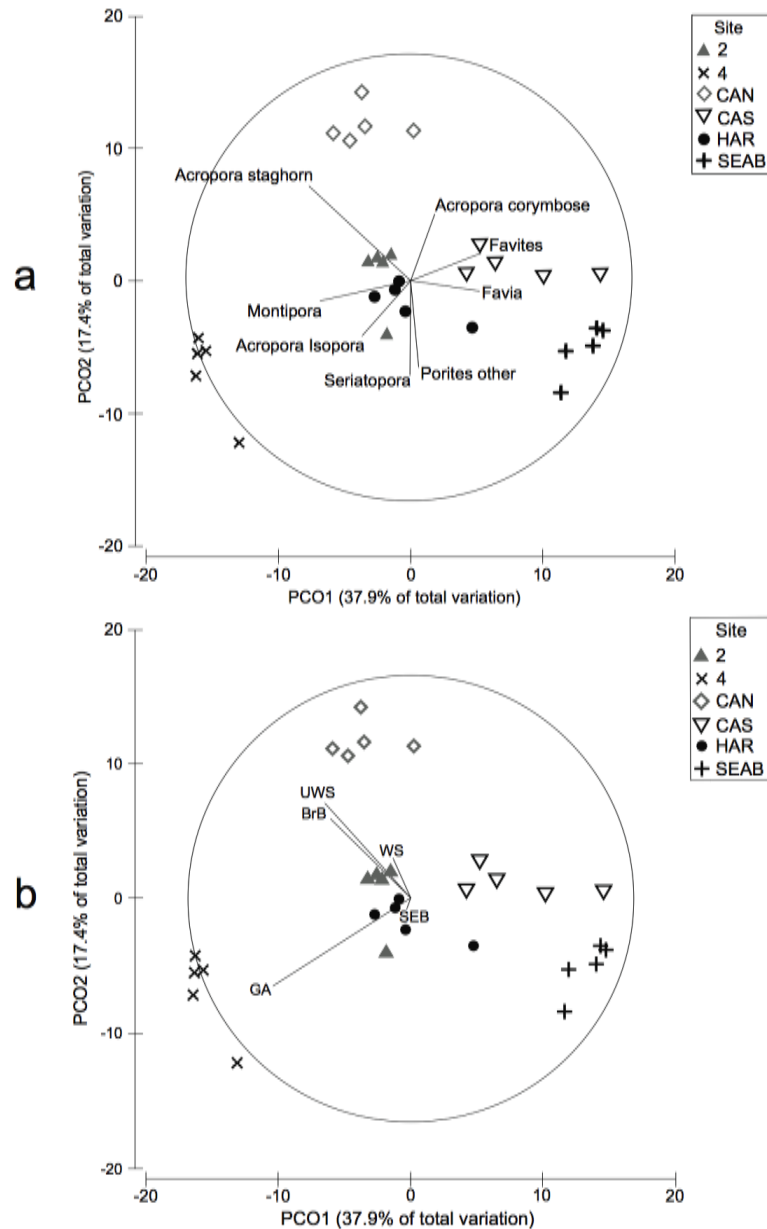 a
20
10
0
-10
-20
PCO2 (17.4% of total variation)
Acropora staghorn
Acropora corymbose
Favites
Favia
Montipora
Acropora Isopora
Seriatopora
Porites other
-20
-10
0
10
20
PCO1 (37.9% of total variation)
Site
2
4
CAN
CAS
HAR
SEAB
b
20
10
0
-10
-20
PCO2 (17.4% of total variation)
UWS
BrB
WS
SEB
GA
-20
-10
0
10
20
PCO1 (37.9% of total variation)
Site
2
4
CAN
CAS
HAR
SEAB